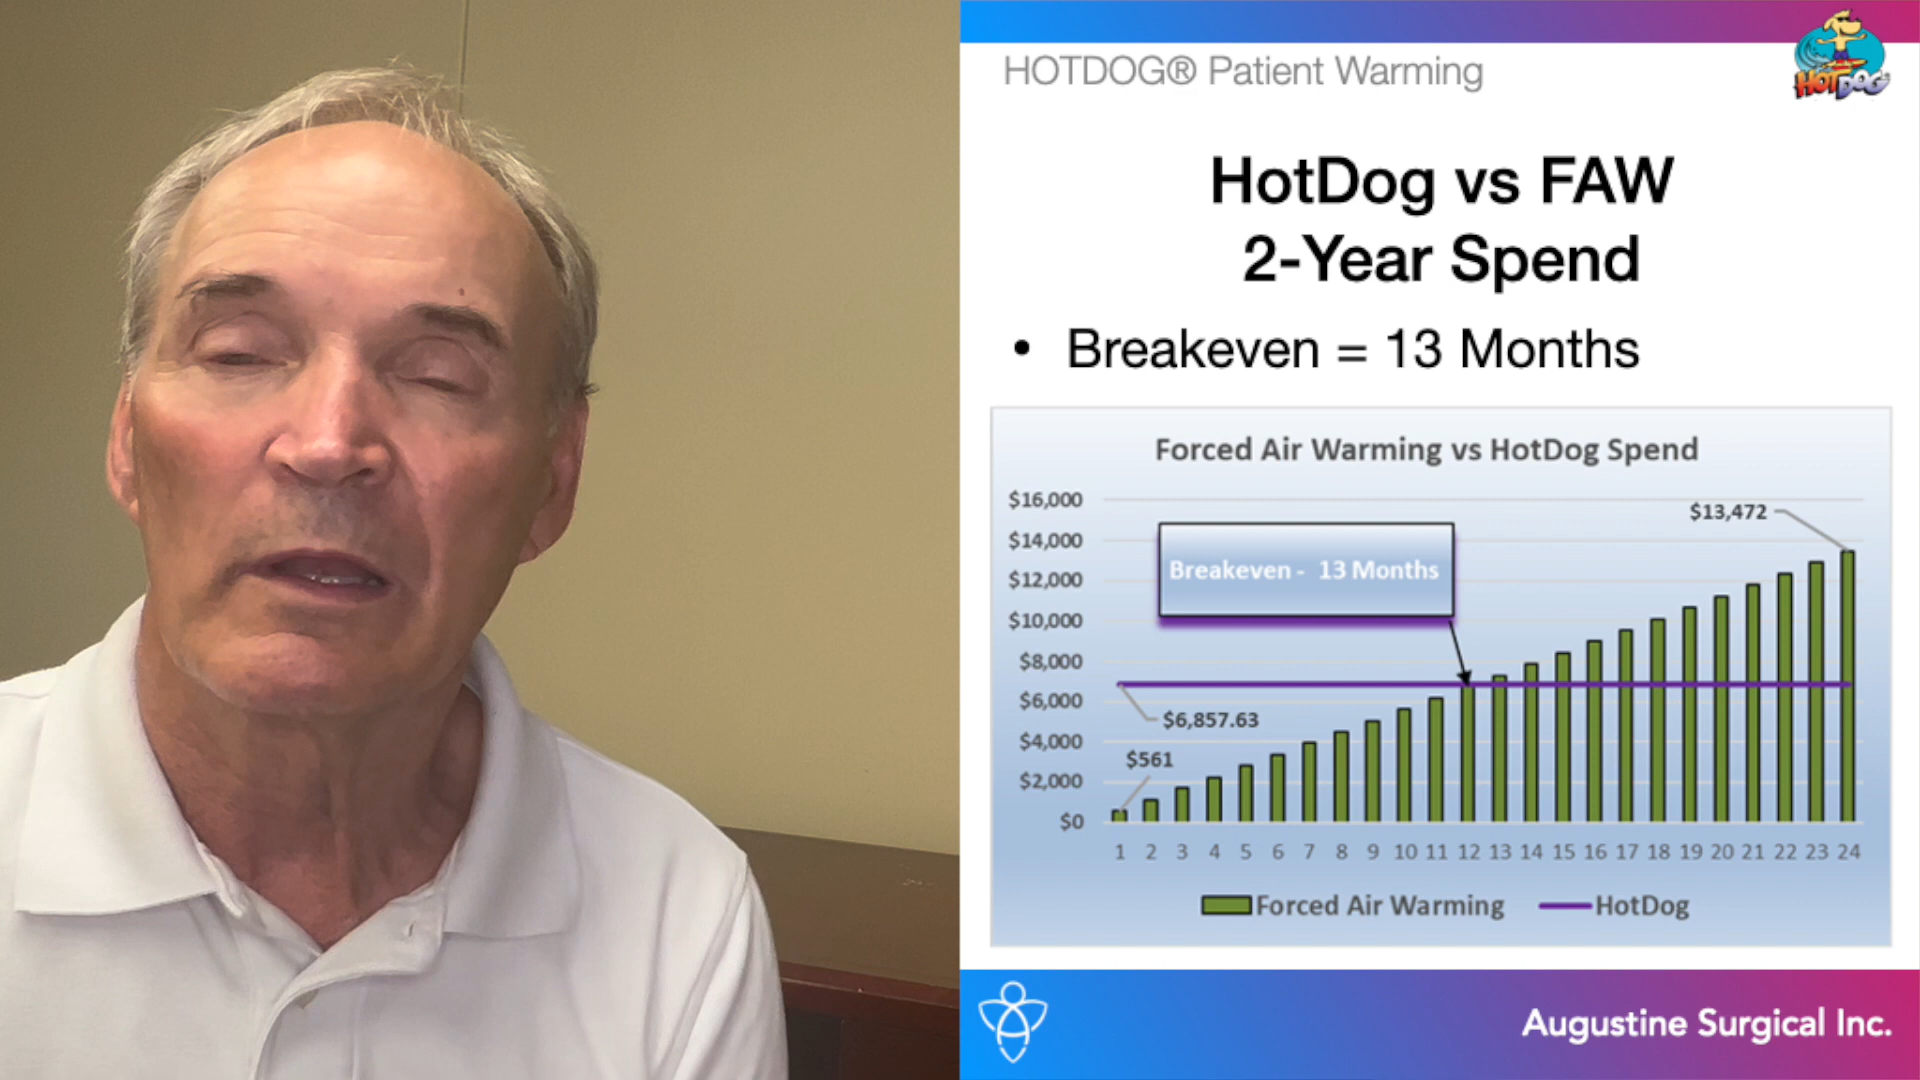 HOTDOG® Patient Warming
HOTDOG
HotDog vs FAW
2-Year Spend
• Breakeven = 13 Months
Forced Air Warming vs HotDog Spend
$16,000
$14,000
$12,000
$10,000
$8,000
$6,000
$4,000
$2,000
$0
$13,472
Breakeven - 13 Months
$6,857.63
$561
1 2 3 4 5 6 7 8 9 10 11 12 13 14 15 16 17 18 19 20 21 22 23 24
Forced Air Warming HotDog
Augustine Surgical Inc.